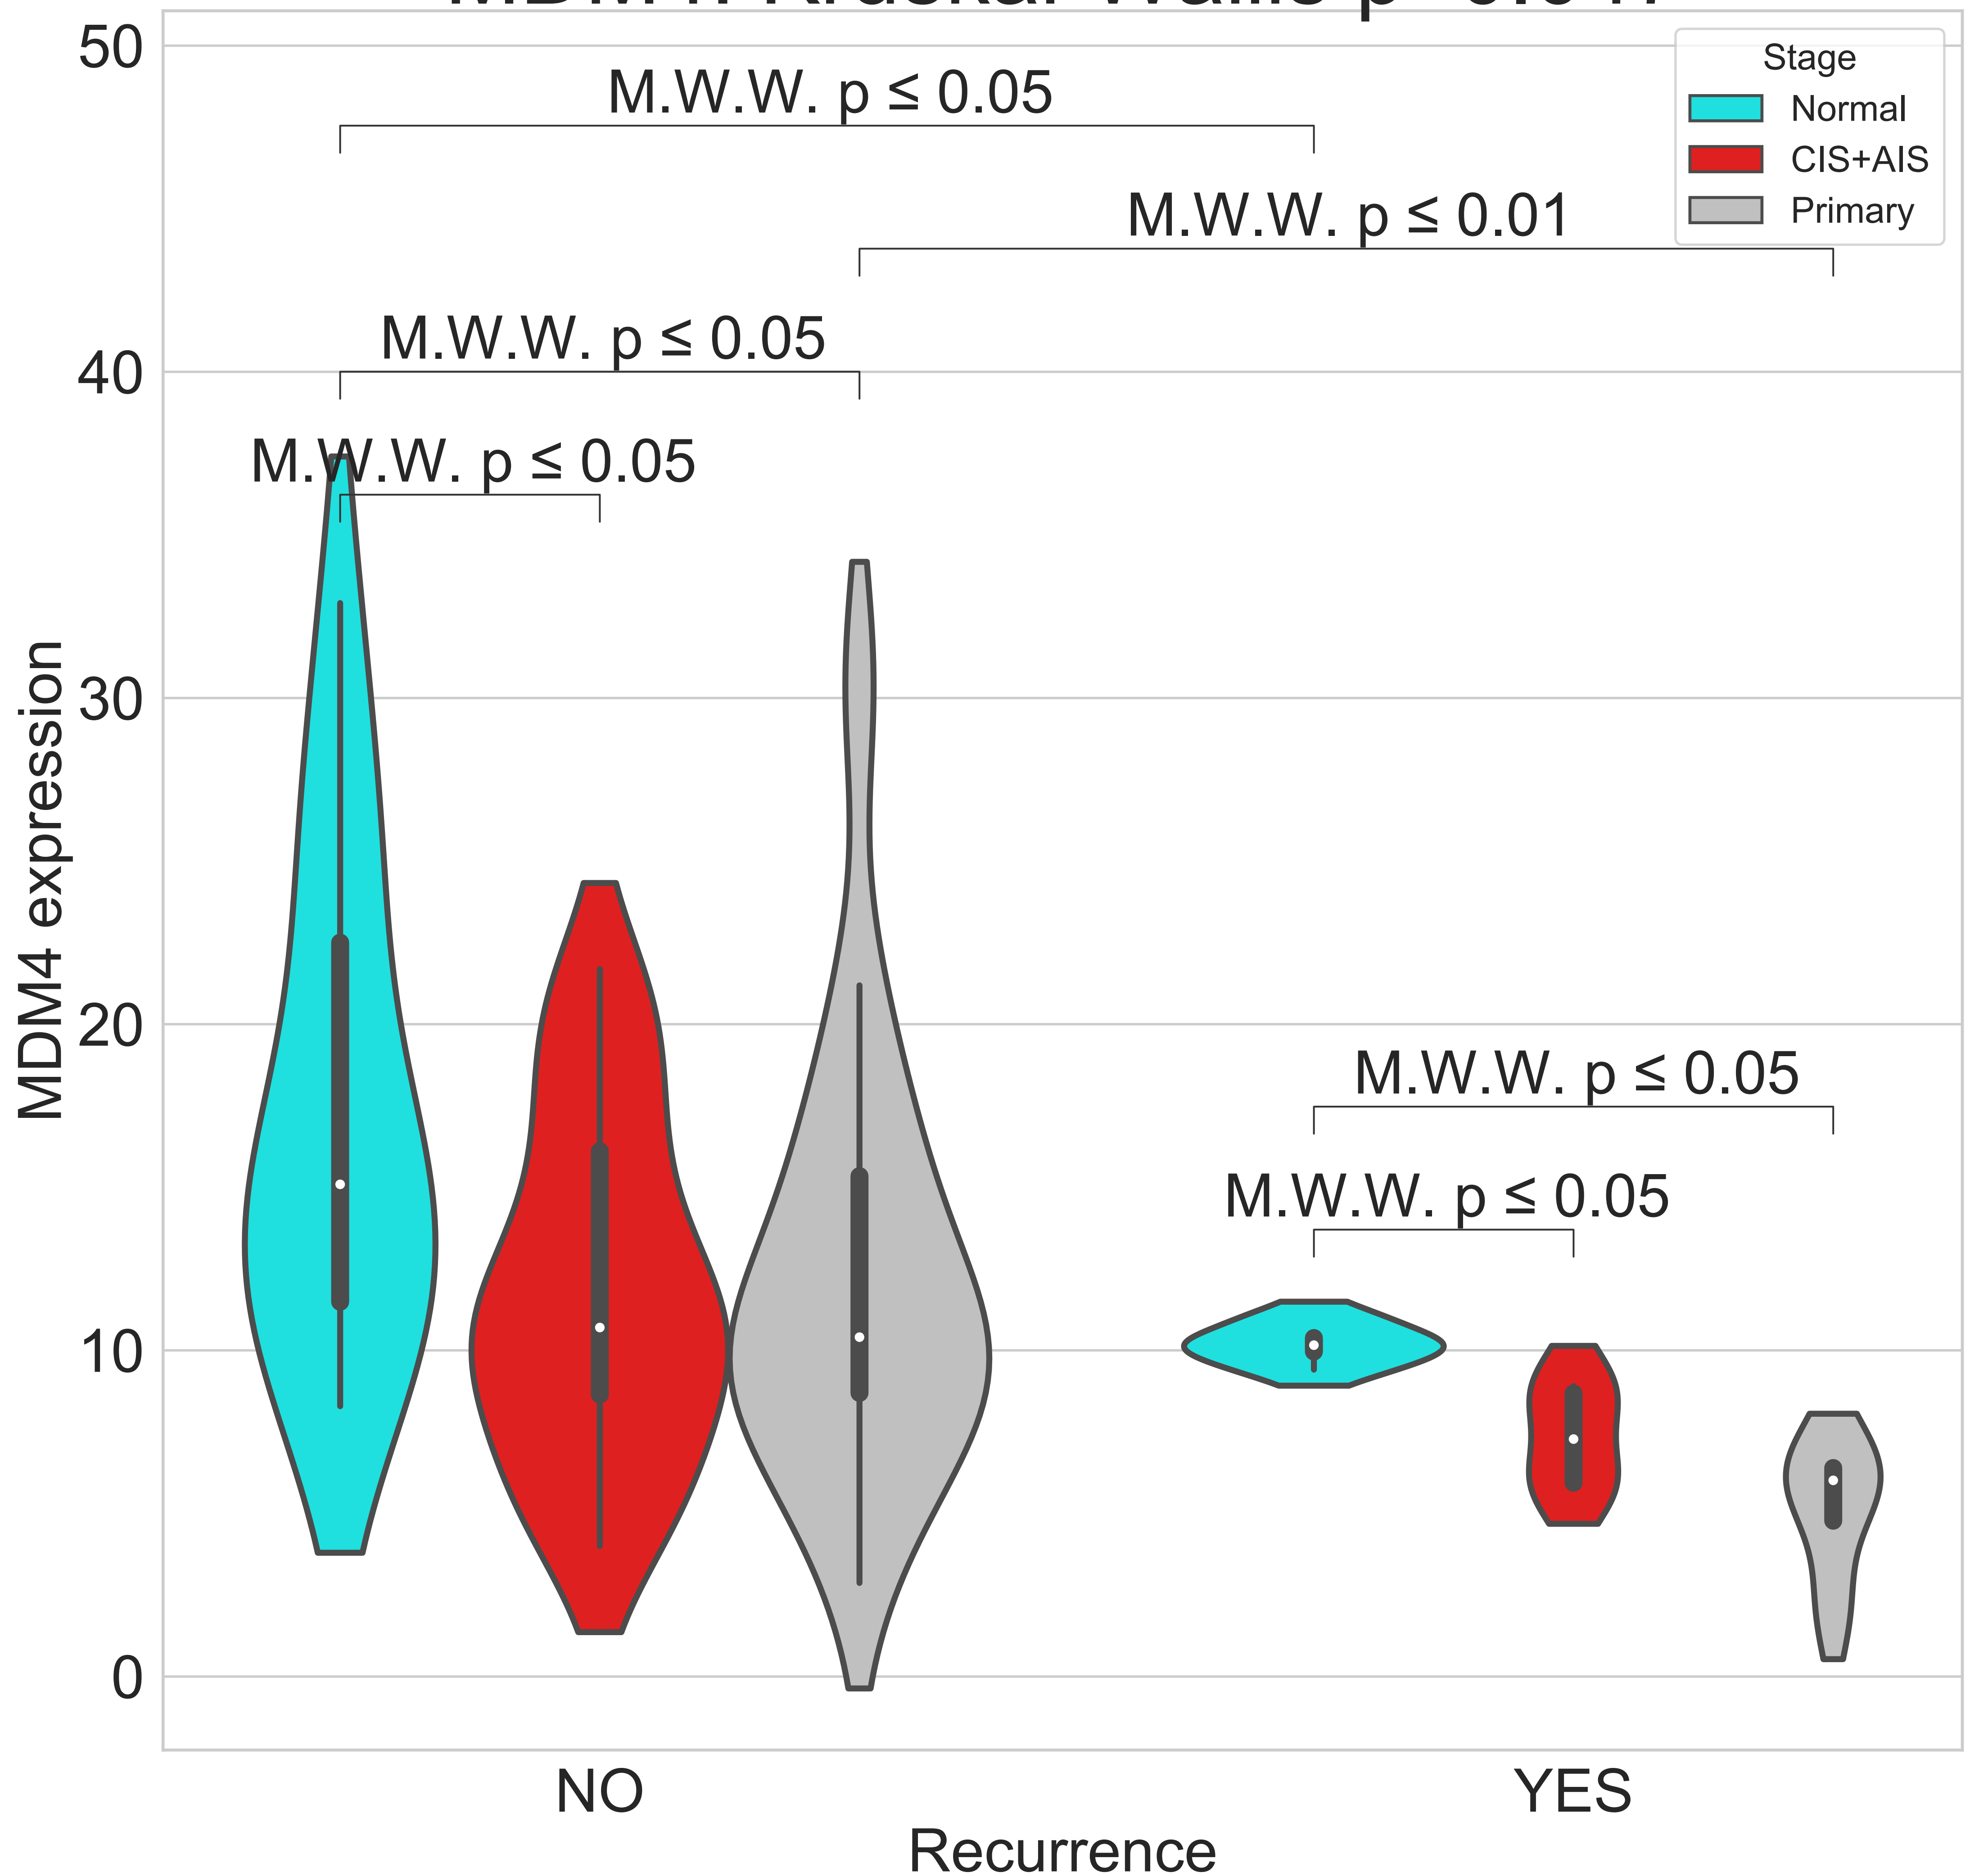 50
Stage
Normal
CIS+AIS
Primary
M.W.W. p ≤ 0.05
M.W.W. p ≤ 0.01
M.W.W. p ≤ 0.05
40
M.W.W. p ≤ 0.05
30
MDM4 expression
20
M.W.W. p ≤ 0.05
M.W.W. p ≤ 0.05
10
0
NO
YES
Recurrence